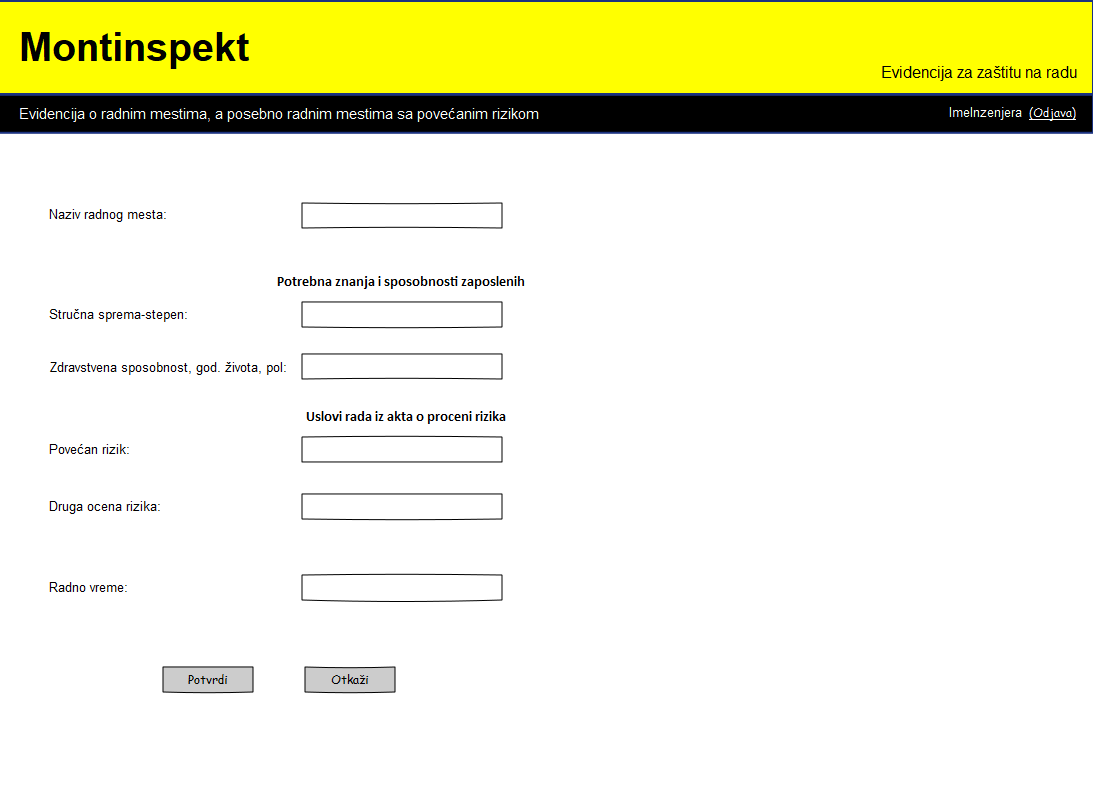 Montinspekt
Evidencija za zaštitu na radu
Evidencija o radnim mestima, a posebno radnim mestima sa povećanim rizikom
ImeInzenjera (Odjava)
Naziv radnog mesta:
Potrebna znanja i sposobnosti zaposlenih
Stručna sprema-stepen:
Zdravstvena sposobnost, god. života, pol:
Uslovi rada iz akta o proceni rizika
Povećan rizik:
Druga ocena rizika:
Radno vreme:
Potvrdi
Otkaži